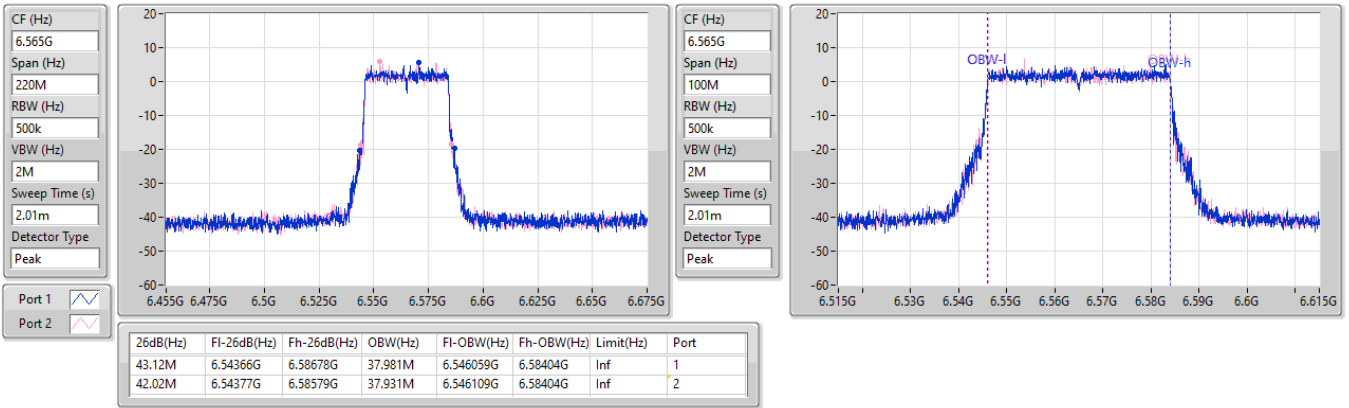 CF (Hz)
6.565G
Span (Hz)
220M
RBW (Hz)
500k
VBW (Hz)
2M
Sweep Time (s)
2.01m
Detector Type
Peak
Port 1
Port 2
20
10
0
-10
-20
-30
-40
-50
-60
6.455G 6.475G 6.5G 6.525G 6.55G 6.575G 6.6G 6.625G 6.65G 6.675G
CF (Hz)
6.565G
Span (Hz)
100M
RBW (Hz)
500k
VBW (Hz)
2M
Sweep Time (s)
2.01m
Detector Type
Peak
20
10
0
-10
-20
-30
-40
-50
-60
OBW-l OBW-h
6.515G 6.53G 6.54G 6.55G 6.56G 6.57G 6.58G 6.59G 6.6G 6.615G
26dB(Hz) Fl-26dB(Hz) Fh-26dB(Hz) OBW(Hz) Fl-OBW(Hz) Fh-OBW(Hz) Limit(Hz) Port
43.12M 6.54366G 6.58678G 37.981M 6.546059G 6.58404G Inf 1
42.02M 6.54377G 6.58579G 37.931M 6.546109G 6.58404G Inf 2